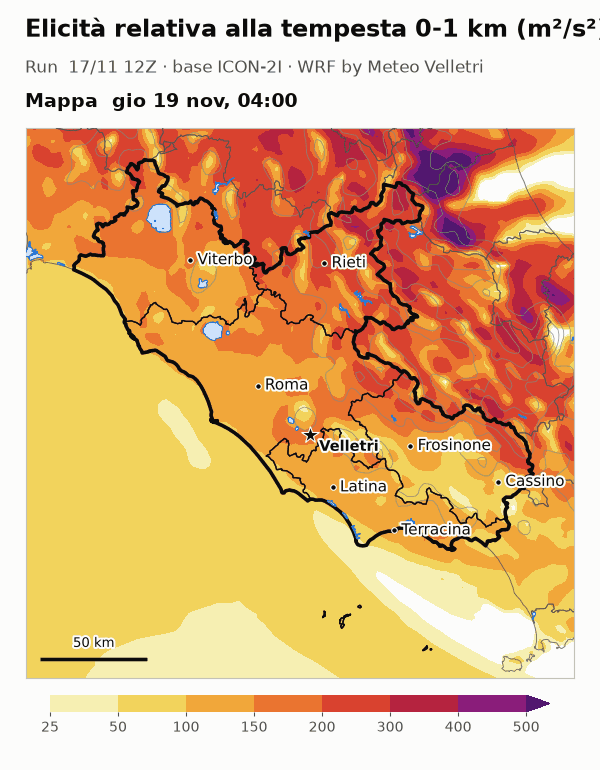 Elicità relativa alla tempesta 0-1 km (m²/s²)
Run 17/11 12Z · base ICON-2I · WRF by Meteo Velletri
Mappa gio 19 nov, 04:00
Viterbo
Rieti
Roma
Velletri
Frosinone
Latina
Cassino
Terracina
50 km
25 50 100 150 200 300 400 500